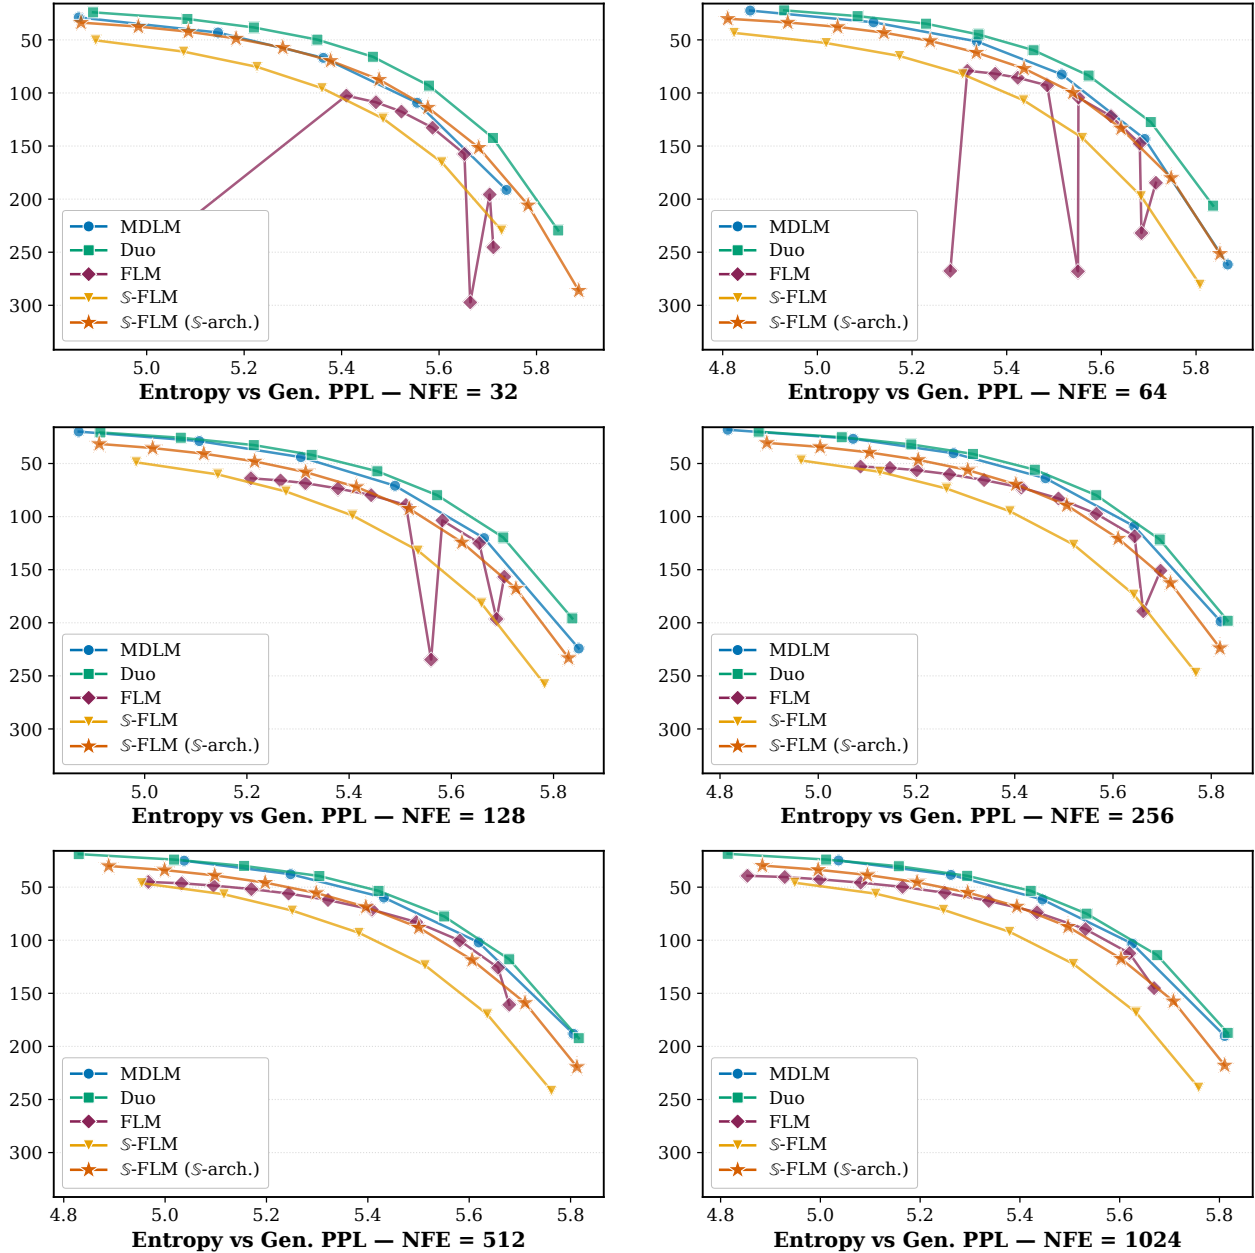 50
100
150
200
250
300
MDLM
Duo
FLM
𝕊-FLM
𝕊-FLM (𝕊-arch.)
5.0 5.2 5.4 5.6 5.8
Entropy vs Gen. PPL — NFE = 32
50
100
150
200
250
300
MDLM
Duo
FLM
𝕊-FLM
𝕊-FLM (𝕊-arch.)
4.8 5.0 5.2 5.4 5.6 5.8
Entropy vs Gen. PPL — NFE = 64
50
100
150
200
250
300
MDLM
Duo
FLM
𝕊-FLM
𝕊-FLM (𝕊-arch.)
5.0 5.2 5.4 5.6 5.8
Entropy vs Gen. PPL — NFE = 128
50
100
150
200
250
300
MDLM
Duo
FLM
𝕊-FLM
𝕊-FLM (𝕊-arch.)
4.8 5.0 5.2 5.4 5.6 5.8
Entropy vs Gen. PPL — NFE = 256
50
100
150
200
250
300
MDLM
Duo
FLM
𝕊-FLM
𝕊-FLM (𝕊-arch.)
4.8 5.0 5.2 5.4 5.6 5.8
Entropy vs Gen. PPL — NFE = 512
50
100
150
200
250
300
MDLM
Duo
FLM
𝕊-FLM
𝕊-FLM (𝕊-arch.)
4.8 5.0 5.2 5.4 5.6 5.8
Entropy vs Gen. PPL — NFE = 1024